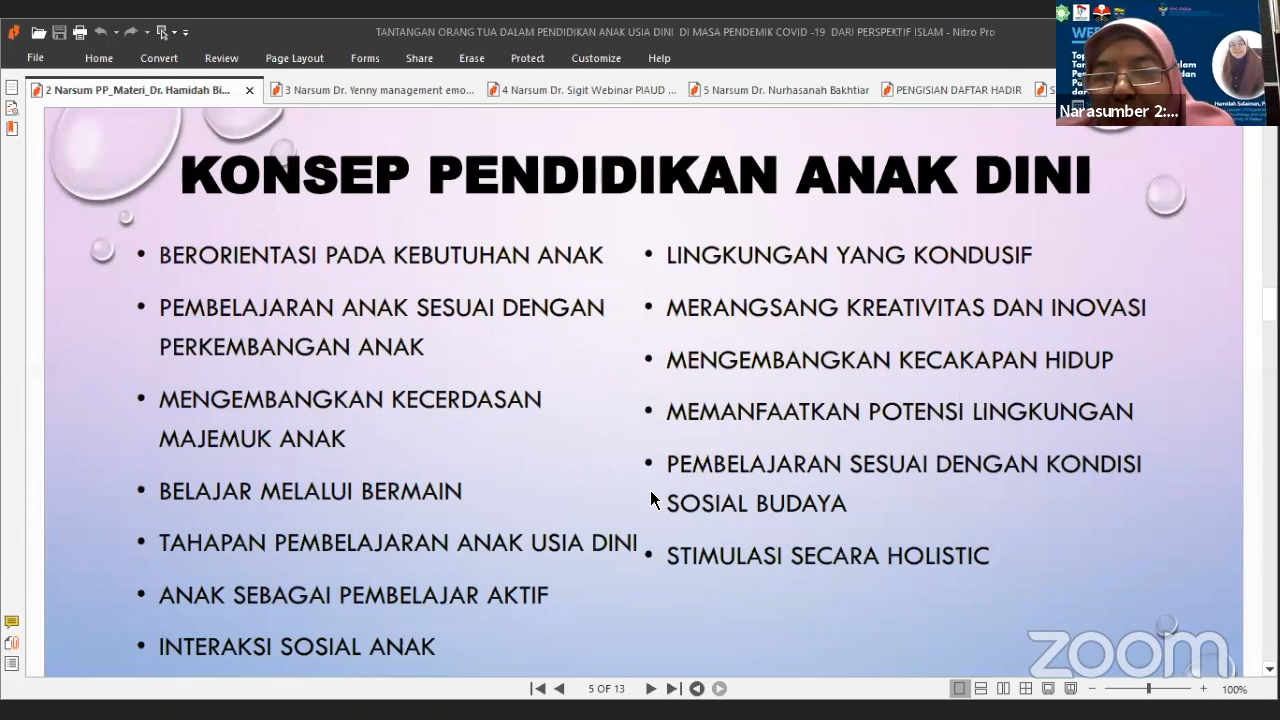 TANTANGAN ORANG TUA DALAM PENDIDIKAN ANAK USIA DINI DI MASA PENDEMIK COVID -19 DARI PERSPEKTIF ISLAM - Nitro Pro
File Home Convert Review Page Layout Forms Share Erase Protect Customize Help
2 Narsum PP_Materi_Dr. Hamidah Bi... 3 Narsum Dr. Yenny management emo... 4 Narsum Dr. Sigit Webinar PIAUD ... 5 Narsum Dr. Nurhasanah Bakhtiar PENGISIAN DAFTAR HADIR
Narasumber 2:...
KONSEP PENDIDIKAN ANAK DINI
• BERORIENTASI PADA KEBUTUHAN ANAK
• PEMBELAJARAN ANAK SESUAI DENGAN
PERKEMBANGAN ANAK
• MENGEMBANGKAN KECERDASAN
MAJEMUK ANAK
• BELAJAR MELALUI BERMAIN
• TAHAPAN PEMBELAJARAN ANAK USIA DINI
• ANAK SEBAGAI PEMBELAJAR AKTIF
• INTERAKSI SOSIAL ANAK
• LINGKUNGAN YANG KONDUSIF
• MERANGSANG KREATIVITAS DAN INOVASI
• MENGEMBANGKAN KECAKAPAN HIDUP
• MEMANFAATKAN POTENSI LINGKUNGAN
• PEMBELAJARAN SESUAI DENGAN KONDISI
SOSIAL BUDAYA
• STIMULASI SECARA HOLISTIC
zoom
5 OF 13
100%